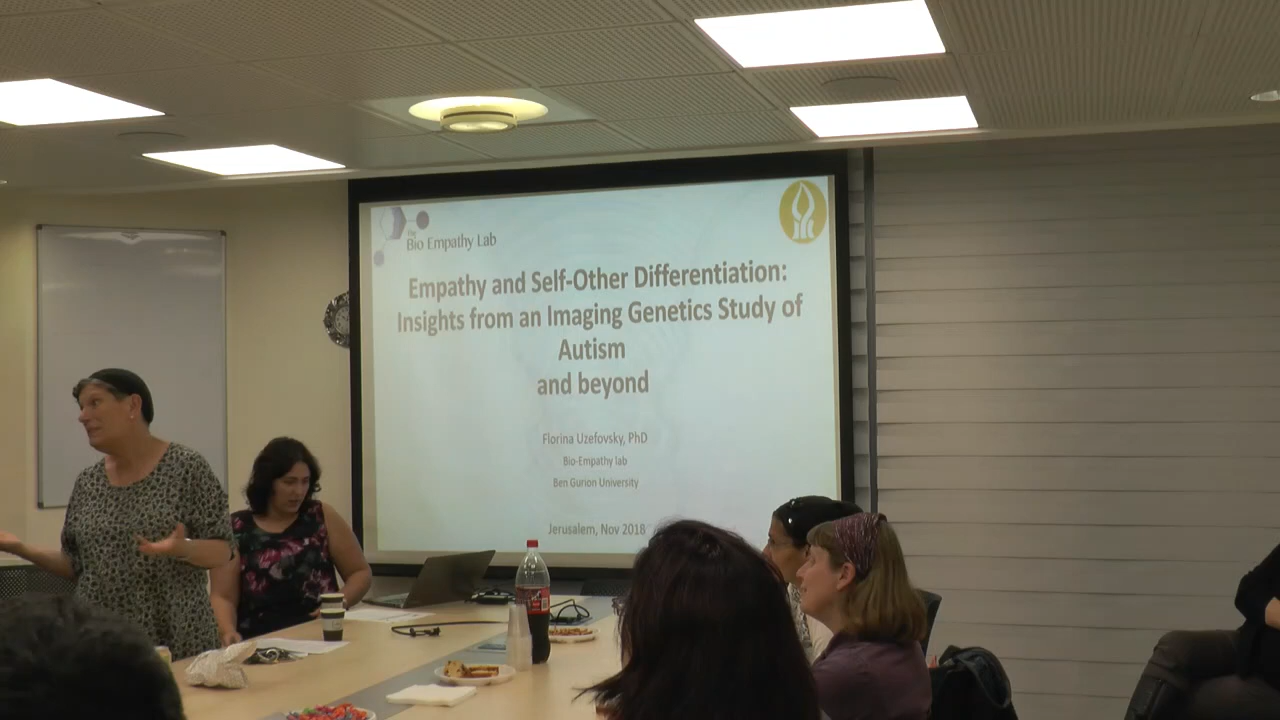 The
Bio Empathy Lab
Empathy and Self-Other Differentiation:
Insights from an Imaging Genetics Study of
Autism
and beyond
Florina Uzefovsky, PhD
Bio-Empathy lab
Ben Gurion University
Jerusalem, Nov 2018